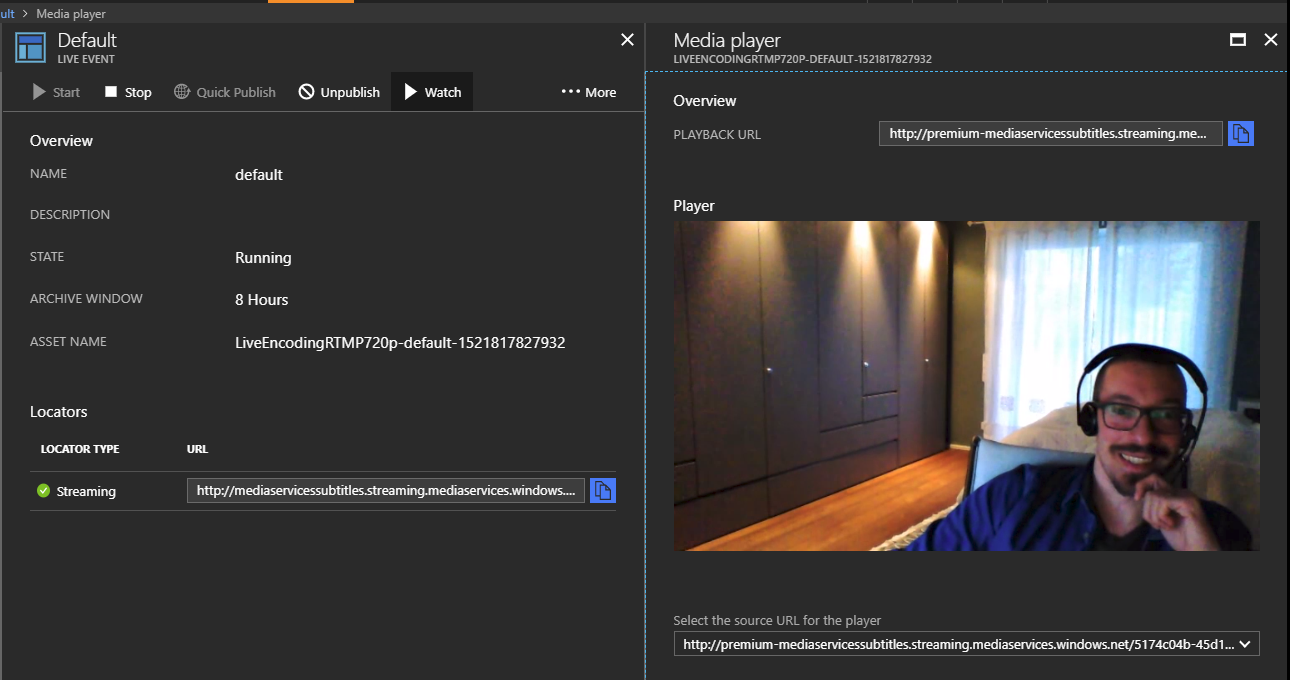 ult > Media player
Default
LIVE EVENT
Start Stop Quick Publish Unpublish Watch ••• More
Overview
NAME default
DESCRIPTION
STATE Running
ARCHIVE WINDOW 8 Hours
ASSET NAME LiveEncodingRTMP720p-default-1521817827932
Locators
LOCATOR TYPE URL
Streaming http://mediaservicessubtitles.streaming.mediaservices.windows....
Media player
LIVEENCODINGRTMP720P-DEFAULT-1521817827932
Overview
PLAYBACK URL http://premium-mediaservicessubtitles.streaming.me...
Player
Select the source URL for the player
http://premium-mediaservicessubtitles.streaming.mediaservices.windows.net/5174c04b-45d1...